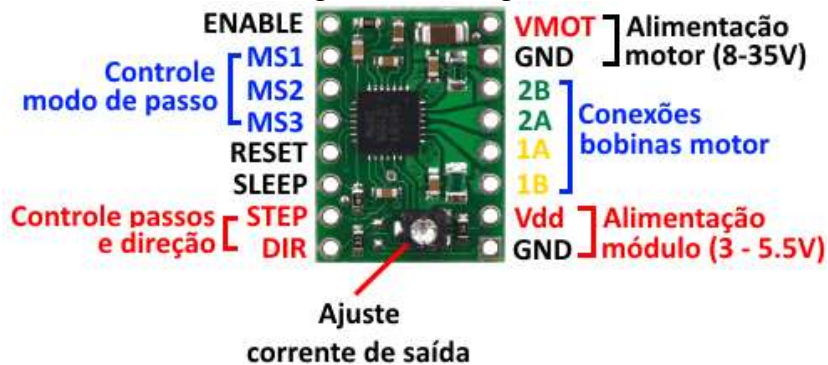 ENABLE
MS1
MS2
MS3
Controle
modo de passo
RESET
SLEEP
STEP
DIR
Controle passos
e direção
VMOT
GND
Alimentação
motor (8-35V)
2B
2A
1A
1B
Conexões
bobinas motor
Vdd
GND
Alimentação
módulo (3 - 5.5V)
Ajuste
corrente de saída